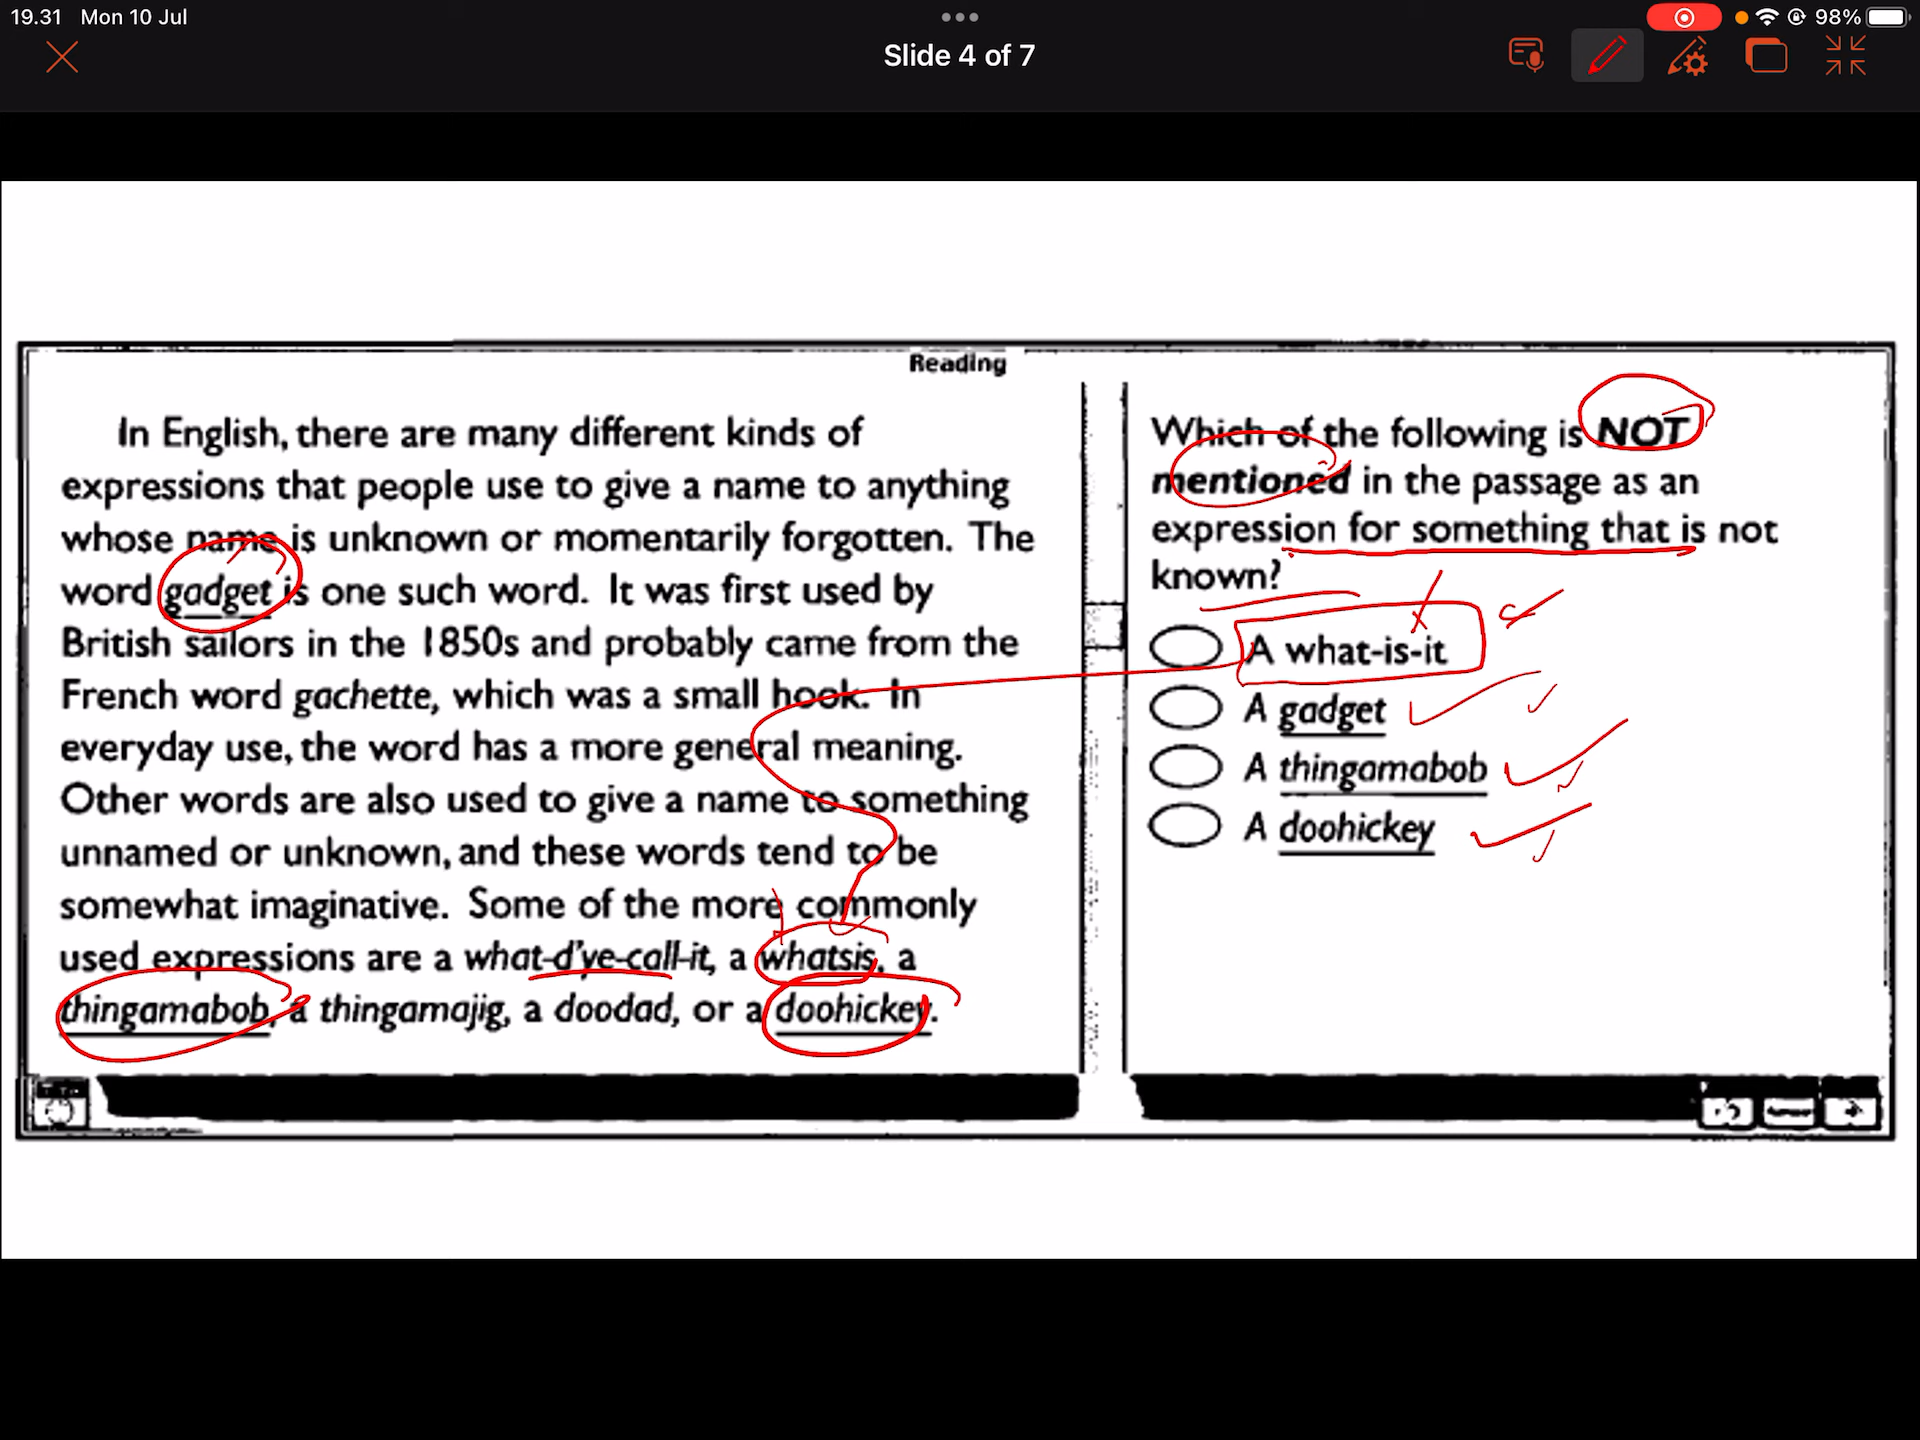 19.31 Mon 10 Jul
98%
Slide 4 of 7
Reading
In English, there are many different kinds of
expressions that people use to give a name to anything
whose name is unknown or momentarily forgotten. The
word gadget is one such word. It was first used by
British sailors in the 1850s and probably came from the
French word gachette, which was a small hook. In
everyday use, the word has a more general meaning.
Other words are also used to give a name to something
unnamed or unknown, and these words tend to be
somewhat imaginative. Some of the more commonly
used expressions are a what-d'ye-call-it, a whatsis, a
thingamabob, a thingamajig, a doodad, or a doohickey.
Which of the following is NOT
mentioned in the passage as an
expression for something that is not
known?
A what-is-it
A gadget
A thingamabob
A doohickey